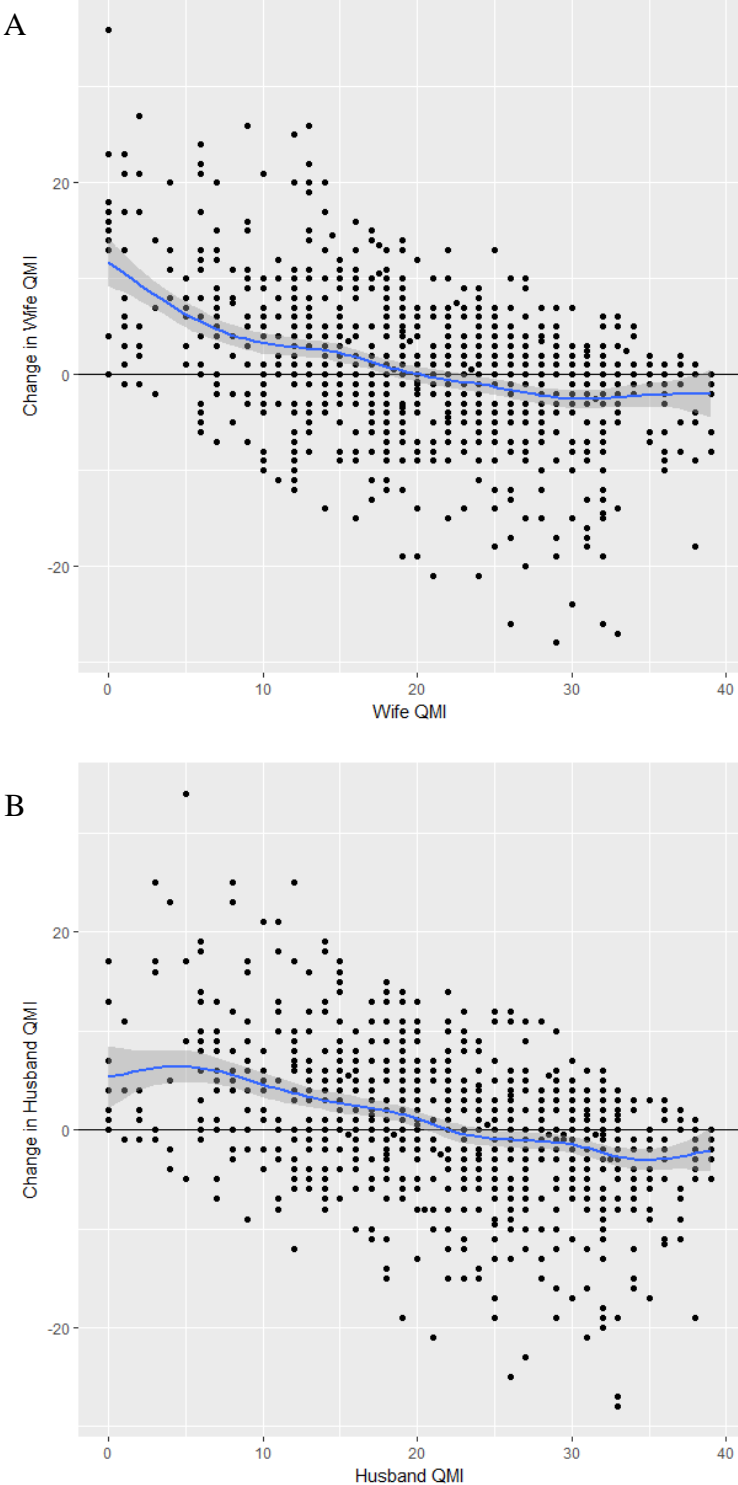 A
Change in Wife QMI
20
0
-20
0 10 20 30 40
Wife QMI
B
Change in Husband QMI
20
0
-20
0 10 20 30 40
Husband QMI